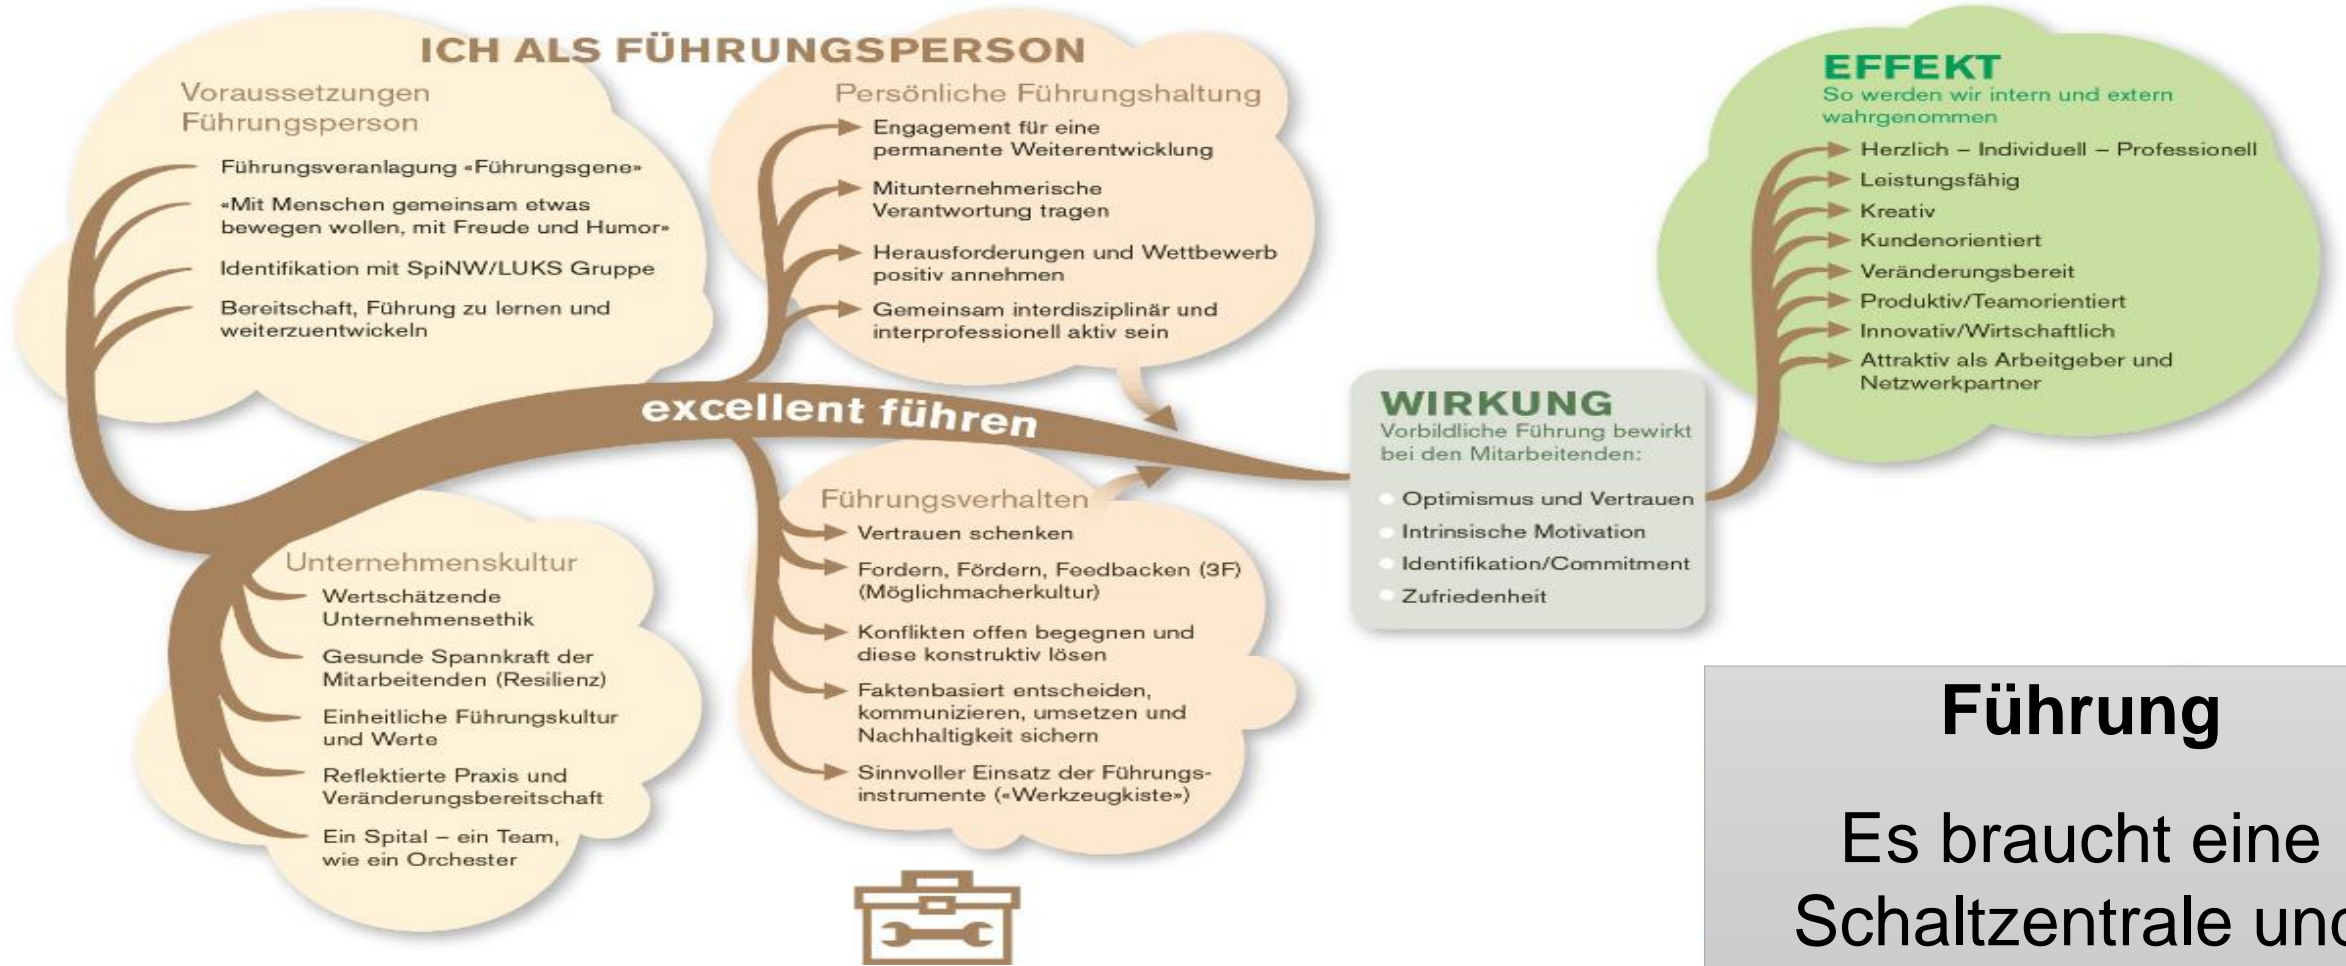 ICH ALS FÜHRUNGSPERSON
Voraussetzungen
Führungsperson
Führungsveranlagung «Führungsgene»
«Mit Menschen gemeinsam etwas
bewegen wollen, mit Freude und Humor»
Identifikation mit SpiNW/LUKS Gruppe
Bereitschaft, Führung zu lernen und
weiterzuentwickeln
Persönliche Führungshaltung
Engagement für eine
permanente Weiterentwicklung
Mitunternehmerische
Verantwortung tragen
Herausforderungen und Wettbewerb
positiv annehmen
Gemeinsam interdisziplinär und
interprofessionell aktiv sein
excellent führen
Unternehmenskultur
Wertschätzende
Unternehmensethik
Gesunde Spannkraft der
Mitarbeitenden (Resilienz)
Einheitliche Führungskultur
und Werte
Reflektierte Praxis und
Veränderungsbereitschaft
Ein Spital – ein Team,
wie ein Orchester
Führungsverhalten
Vertrauen schenken
Fordern, Fördern, Feedbacken (3F)
(Möglichmacherkultur)
Konflikten offen begegnen und
diese konstruktiv lösen
Faktenbasiert entscheiden,
kommunizieren, umsetzen und
Nachhaltigkeit sichern
Sinnvoller Einsatz der Führungs-
instrumente («Werkzeugkiste»)
WIRKUNG
Vorbildliche Führung bewirkt
bei den Mitarbeitenden:
Optimismus und Vertrauen
Intrinsische Motivation
Identifikation/Commitment
Zufriedenheit
EFFEKT
So werden wir intern und extern
wahrgenommen
Herzlich – Individuell – Professionell
Leistungsfähig
Kreativ
Kundenorientiert
Veränderungsbereit
Produktiv/Teamorientiert
Innovativ/Wirtschaftlich
Attraktiv als Arbeitgeber und
Netzwerkpartner
Führung
Es braucht eine
Schaltzentrale und